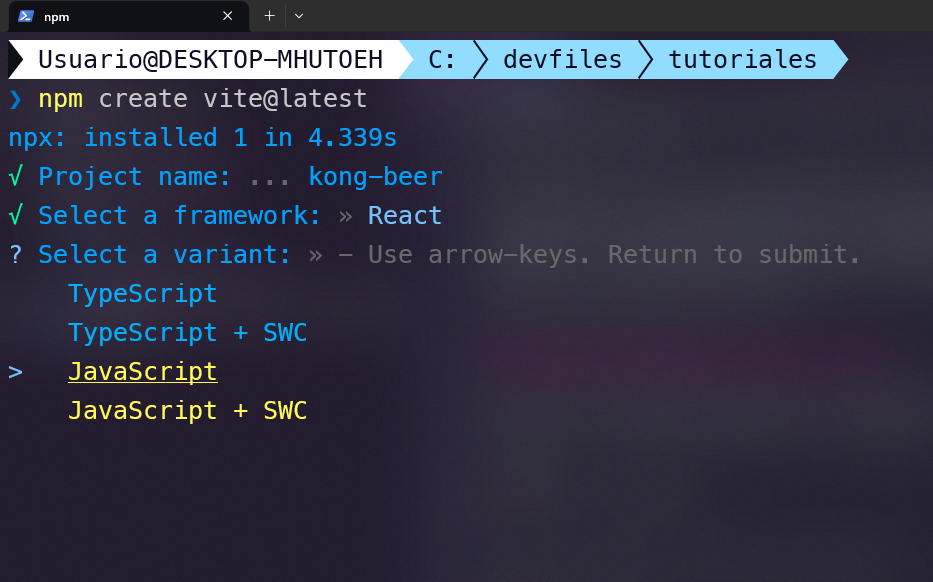 npm
Usuario@DESKTOP-MHUTOEH C: devfiles tutoriales
❯ npm create vite@latest
npx: installed 1 in 4.339s
√ Project name: ... kong-beer
√ Select a framework: » React
? Select a variant: » - Use arrow-keys. Return to submit.
TypeScript
TypeScript + SWC
> JavaScript
JavaScript + SWC